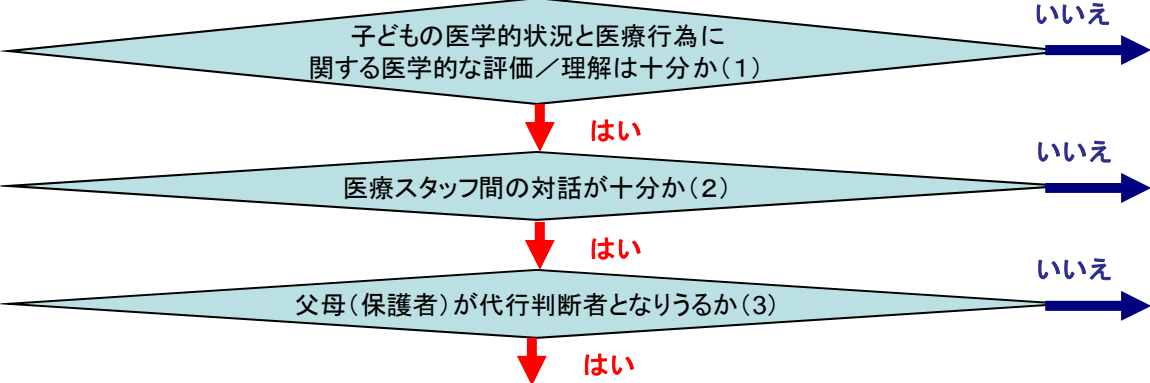 いいえ
子どもの医学的状況と医療行為に
関する医学的な評価／理解は十分か（１）
はい
いいえ
医療スタッフ間の対話が十分か（２）
はい
いいえ
父母（保護者）が代行判断者となりうるか（３）
はい